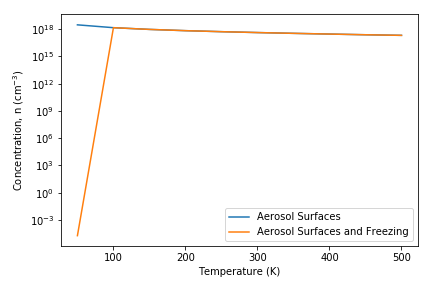 10^18
10^15
10^12
10^9
10^6
10^3
10^0
10^−3
Concentration, n (cm^−3)
Aerosol Surfaces
Aerosol Surfaces and Freezing
100 200 300 400 500
Temperature (K)